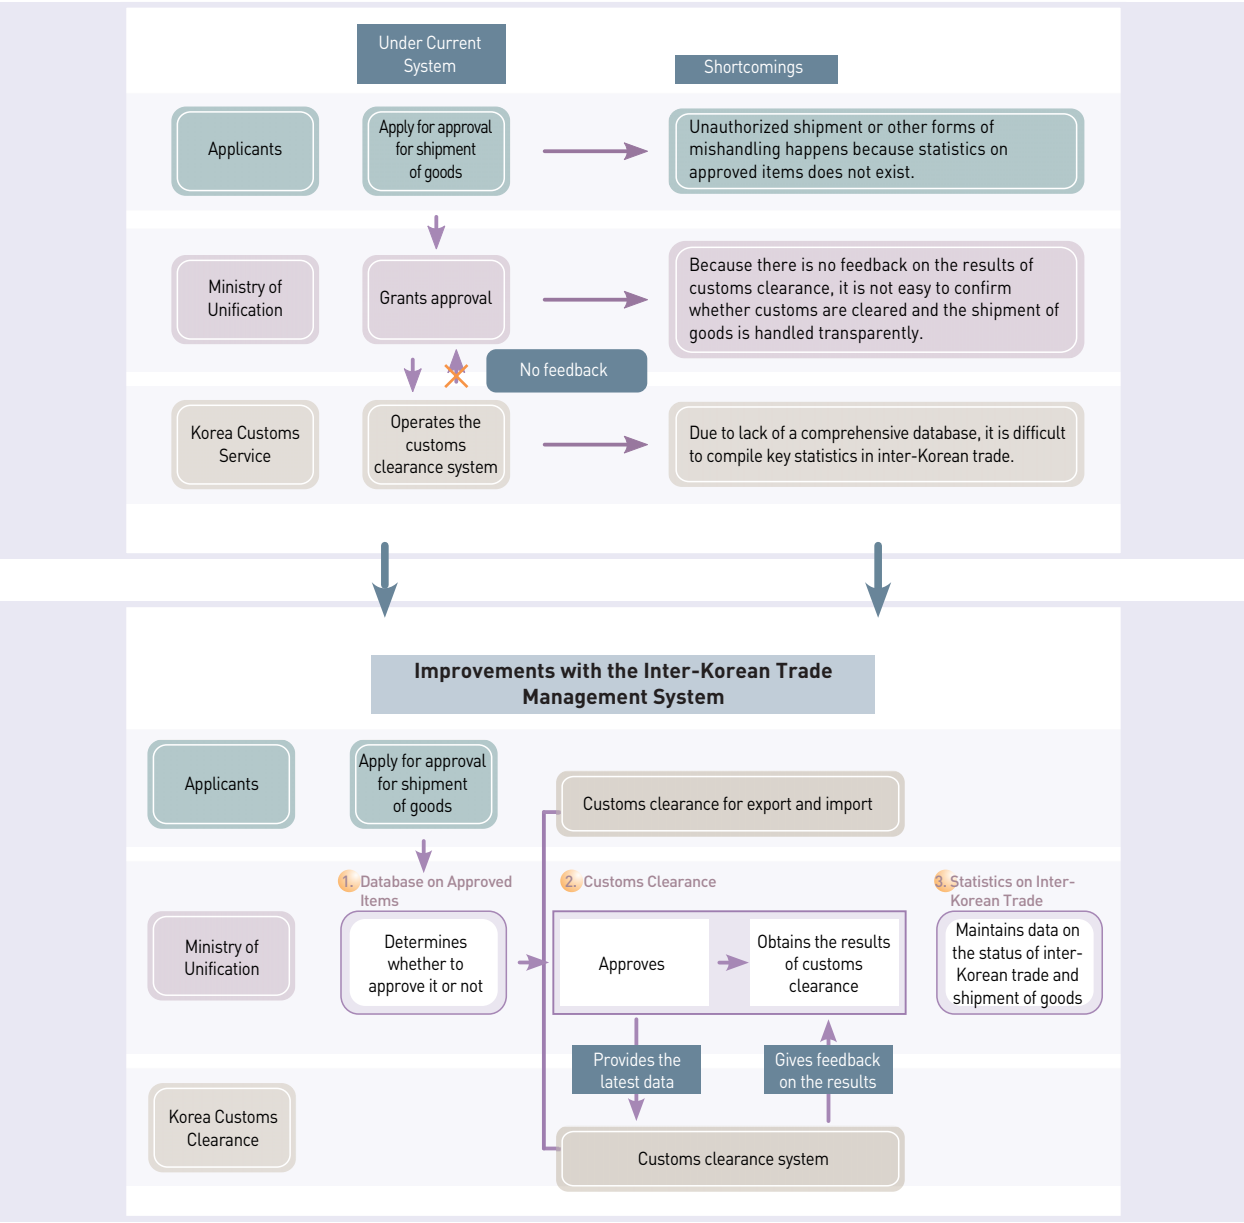 Under Current
System
Shortcomings
Applicants
Apply for approval
for shipment
of goods
Unauthorized shipment or other forms of
mishandling happens because statistics on
approved items does not exist.
Ministry of
Unification
Grants approval
Because there is no feedback on the results of
customs clearance, it is not easy to confirm
whether customs are cleared and the shipment of
goods is handled transparently.
No feedback
Korea Customs
Service
Operates the
customs
clearance system
Due to lack of a comprehensive database, it is difficult
to compile key statistics in inter-Korean trade.
Improvements with the Inter-Korean Trade
Management System
Applicants
Apply for approval
for shipment
of goods
Customs clearance for export and import
1. Database on Approved
Items
2. Customs Clearance
3. Statistics on Inter-
Korean Trade
Ministry of
Unification
Determines
whether to
approve it or not
Approves
Obtains the results
of customs
clearance
Maintains data on
the status of inter-
Korean trade and
shipment of goods
Provides the
latest data
Gives feedback
on the results
Korea Customs
Clearance
Customs clearance system